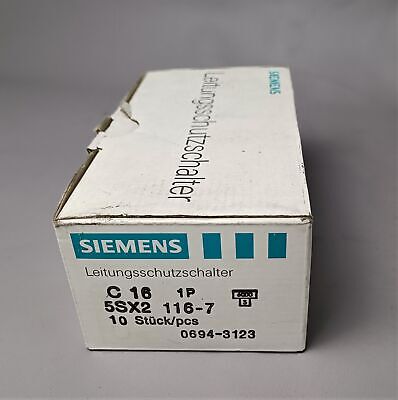 SIEMENS
Leitungsschutzschalter
SIEMENS
Leitungsschutzschalter
C 16 1P
5SX2 116-7
10 Stück/pcs
0694-3123